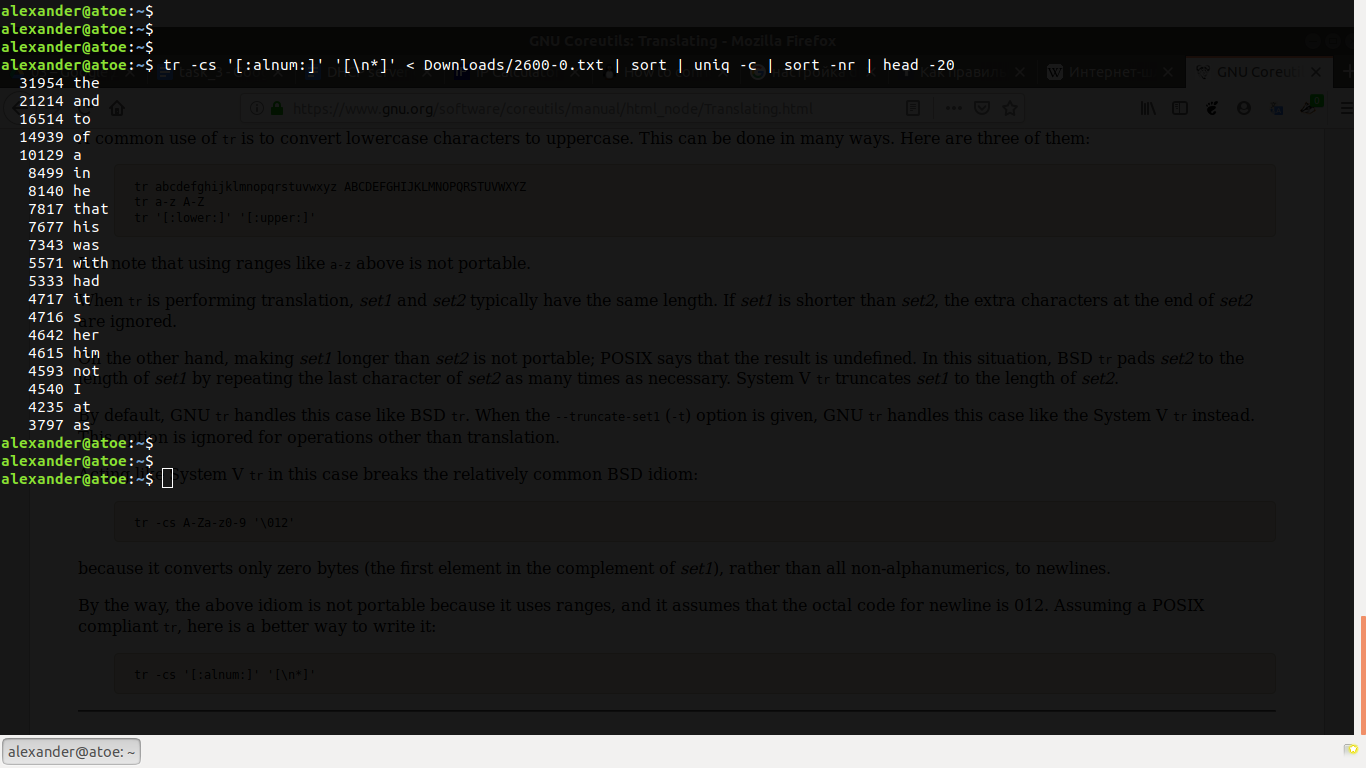 alexander@atoe:~$
alexander@atoe:~$
alexander@atoe:~$
GNU Coreutils: Translating - Mozilla Firefox
alexander@atoe:~$ tr -cs '[:alnum:]' '[\n*]' < Downloads/2600-0.txt | sort | uniq -c | sort -nr | head -20
GNU Coreut
31954 the
21214 and
https://www.gnu.org/software/coreutils/manual/html_node/Translating.html
16514 to
14939 of
common use of tr is to convert lowercase characters to uppercase. This can be done in many ways. Here are three of them:
10129 a
8499 in
8140 he
tr abcdefghijklmnopqrstuvwxyz ABCDEFGHIJKLMNOPQRSTUVWXYZ
7817 that
tr a-z A-Z
7677 his
tr '[:lower:]' '[:upper:]'
7343 was
5571 with
note that using ranges like a-z above is not portable.
5333 had
4717 it
tr is performing translation, set1 and set2 typically have the same length. If set1 is shorter than set2, the extra characters at the end of set2
4716 s
are ignored.
4642 her
4615 him
the other hand, making set1 longer than set2 is not portable; POSIX says that the result is undefined. In this situation, BSD tr pads set2 to the
4593 not
length of set1 by repeating the last character of set2 as many times as necessary. System V tr truncates set1 to the length of set2.
4540 I
4235 at
By default, GNU tr handles this case like BSD tr. When the --truncate-set1 (-t) option is given, GNU tr handles this case like the System V tr instead.
3797 as
option is ignored for operations other than translation.
alexander@atoe:~$
alexander@atoe:~$
System V tr in this case breaks the relatively common BSD idiom:
alexander@atoe:~$
tr -cs A-Za-z0-9 '\012'
because it converts only zero bytes (the first element in the complement of set1), rather than all non-alphanumerics, to newlines.
By the way, the above idiom is not portable because it uses ranges, and it assumes that the octal code for newline is 012. Assuming a POSIX
compliant tr, here is a better way to write it:
tr -cs '[:alnum:]' '[\n*]'
alexander@atoe: ~